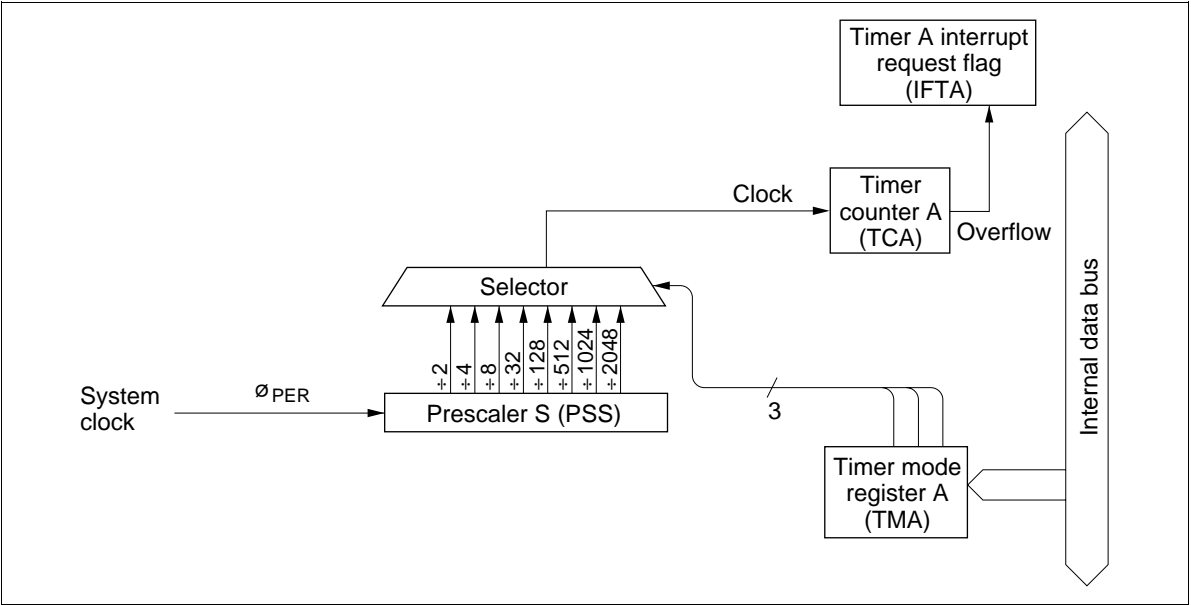 Timer A interrupt
request flag
(IFTA)
Clock
Timer
counter A
(TCA)
Overflow
Selector
÷2
÷4
÷8
÷32
÷128
÷512
÷1024
÷2048
System
clock
ø PER
Prescaler S (PSS)
3
Timer mode
register A
(TMA)
Internal data bus